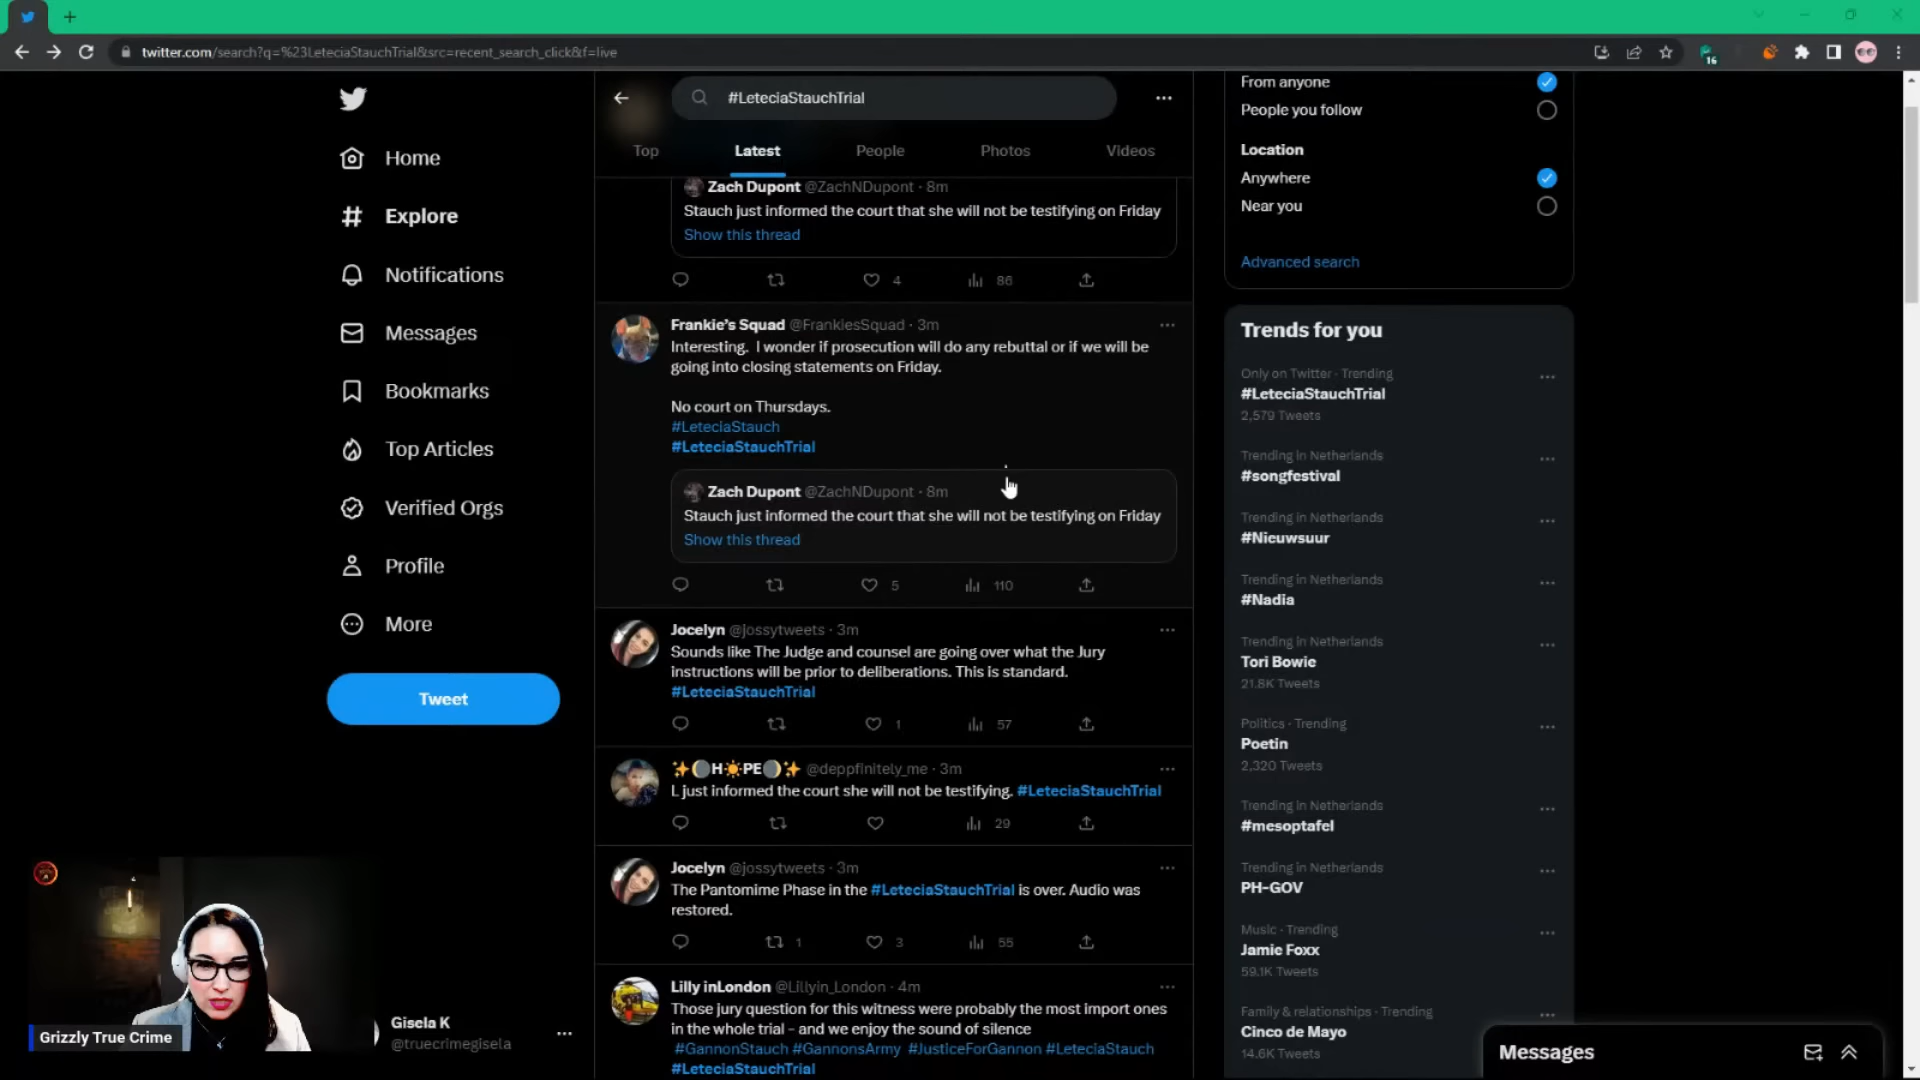 twitter.com/search?q=%23LeteciaStauchTrial&src=recent_search_click&f=live
16
Home
Explore
Notifications
Messages
Bookmarks
Top Articles
Verified Orgs
Profile
More
Tweet
Gisela K
@truecrimegisela
Grizzly True Crime
#LeteciaStauchTrial
Top
Latest
People
Photos
Videos
Zach Dupont @ZachNDupont · 8m
Stauch just informed the court that she will not be testifying on Friday
Show this thread
4
86
Frankie's Squad @FrankiesSquad · 3m
Interesting. I wonder if prosecution will do any rebuttal or if we will be
going into closing statements on Friday.
No court on Thursdays.
#LeteciaStauch
#LeteciaStauchTrial
Zach Dupont @ZachNDupont · 8m
Stauch just informed the court that she will not be testifying on Friday
Show this thread
5
110
Jocelyn @jossytweets · 3m
Sounds like The Judge and counsel are going over what the Jury
instructions will be prior to deliberations. This is standard.
#LeteciaStauchTrial
1
57
✨🌘H☀️PE🌒✨ @deppfinitely_me · 3m
L just informed the court she will not be testifying. #LeteciaStauchTrial
29
Jocelyn @jossytweets · 3m
The Pantomime Phase in the #LeteciaStauchTrial is over. Audio was
restored.
1
3
55
Lilly inLondon @Lillyin_London · 4m
Those jury question for this witness were probably the most import ones
in the whole trial - and we enjoy the sound of silence
#GannonStauch #GannonsArmy #JusticeForGannon #LeteciaStauch
#LeteciaStauchTrial
From anyone
People you follow
Location
Anywhere
Near you
Advanced search
Trends for you
Only on Twitter · Trending
#LeteciaStauchTrial
2,579 Tweets
Trending in Netherlands
#songfestival
Trending in Netherlands
#Nieuwsuur
Trending in Netherlands
#Nadia
Trending in Netherlands
Tori Bowie
21.8K Tweets
Politics · Trending
Poetin
2,320 Tweets
Trending in Netherlands
#mesoptafel
Trending in Netherlands
PH-GOV
Music · Trending
Jamie Foxx
59.1K Tweets
Family & relationships · Trending
Cinco de Mayo
14.6K Tweets
Messages